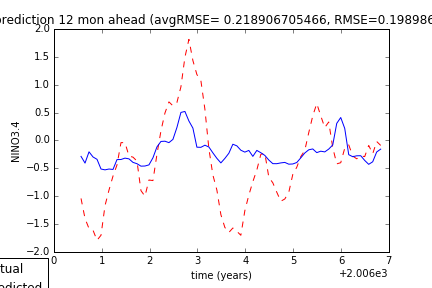 prediction 12 mon ahead (avgRMSE= 0.218906705466, RMSE=0.198986
2.0
1.5
1.0
0.5
0.0
−0.5
−1.0
−1.5
−2.0
NINO3.4
0 1 2 3 4 5 6 7
time (years)
+2.006e3
tual
edicted